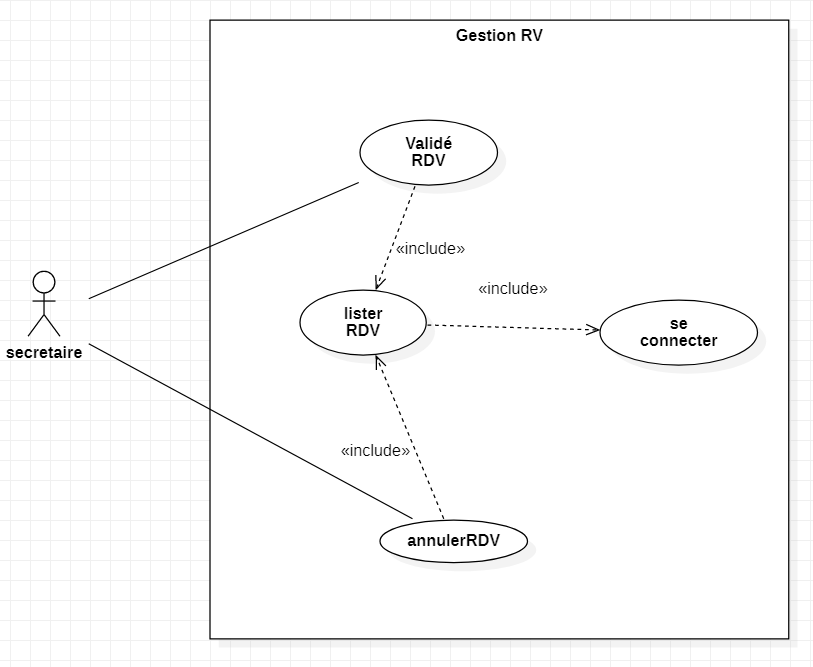 Gestion RV
Validé
RDV
«include»
«include»
lister
RDV
se
connecter
secretaire
«include»
annulerRDV